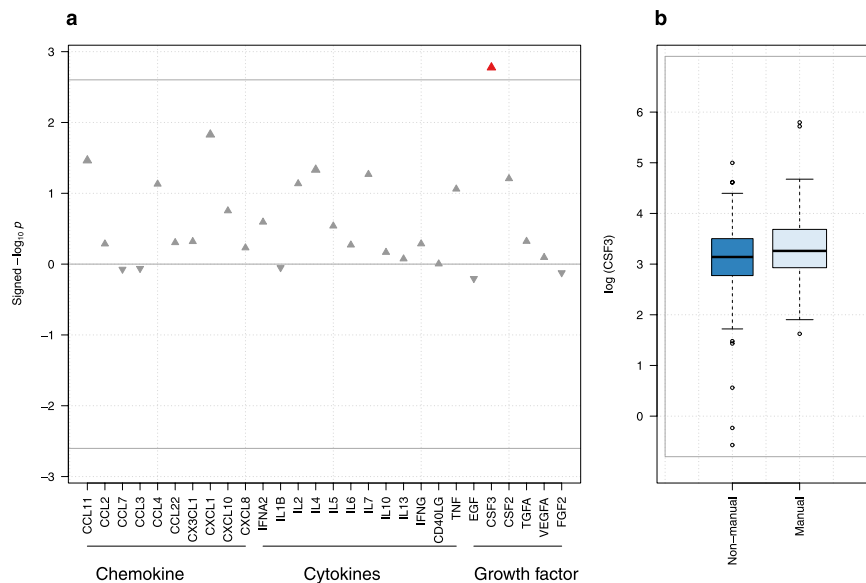 a
b
3
2
1
0
−1
−2
−3
Signed −log10 p
CCL11
CCL2
CCL7
CCL3
CCL4
CCL22
CX3CL1
CXCL1
CXCL10
CXCL8
IFNA2
IL1B
IL2
IL4
IL5
IL6
IL7
IL10
IL13
IFNG
CD40LG
TNF
EGF
CSF3
CSF2
TGFA
VEGFA
FGF2
Chemokine
Cytokines
Growth factor
6
5
4
3
2
1
0
log (CSF3)
Non−manual
Manual